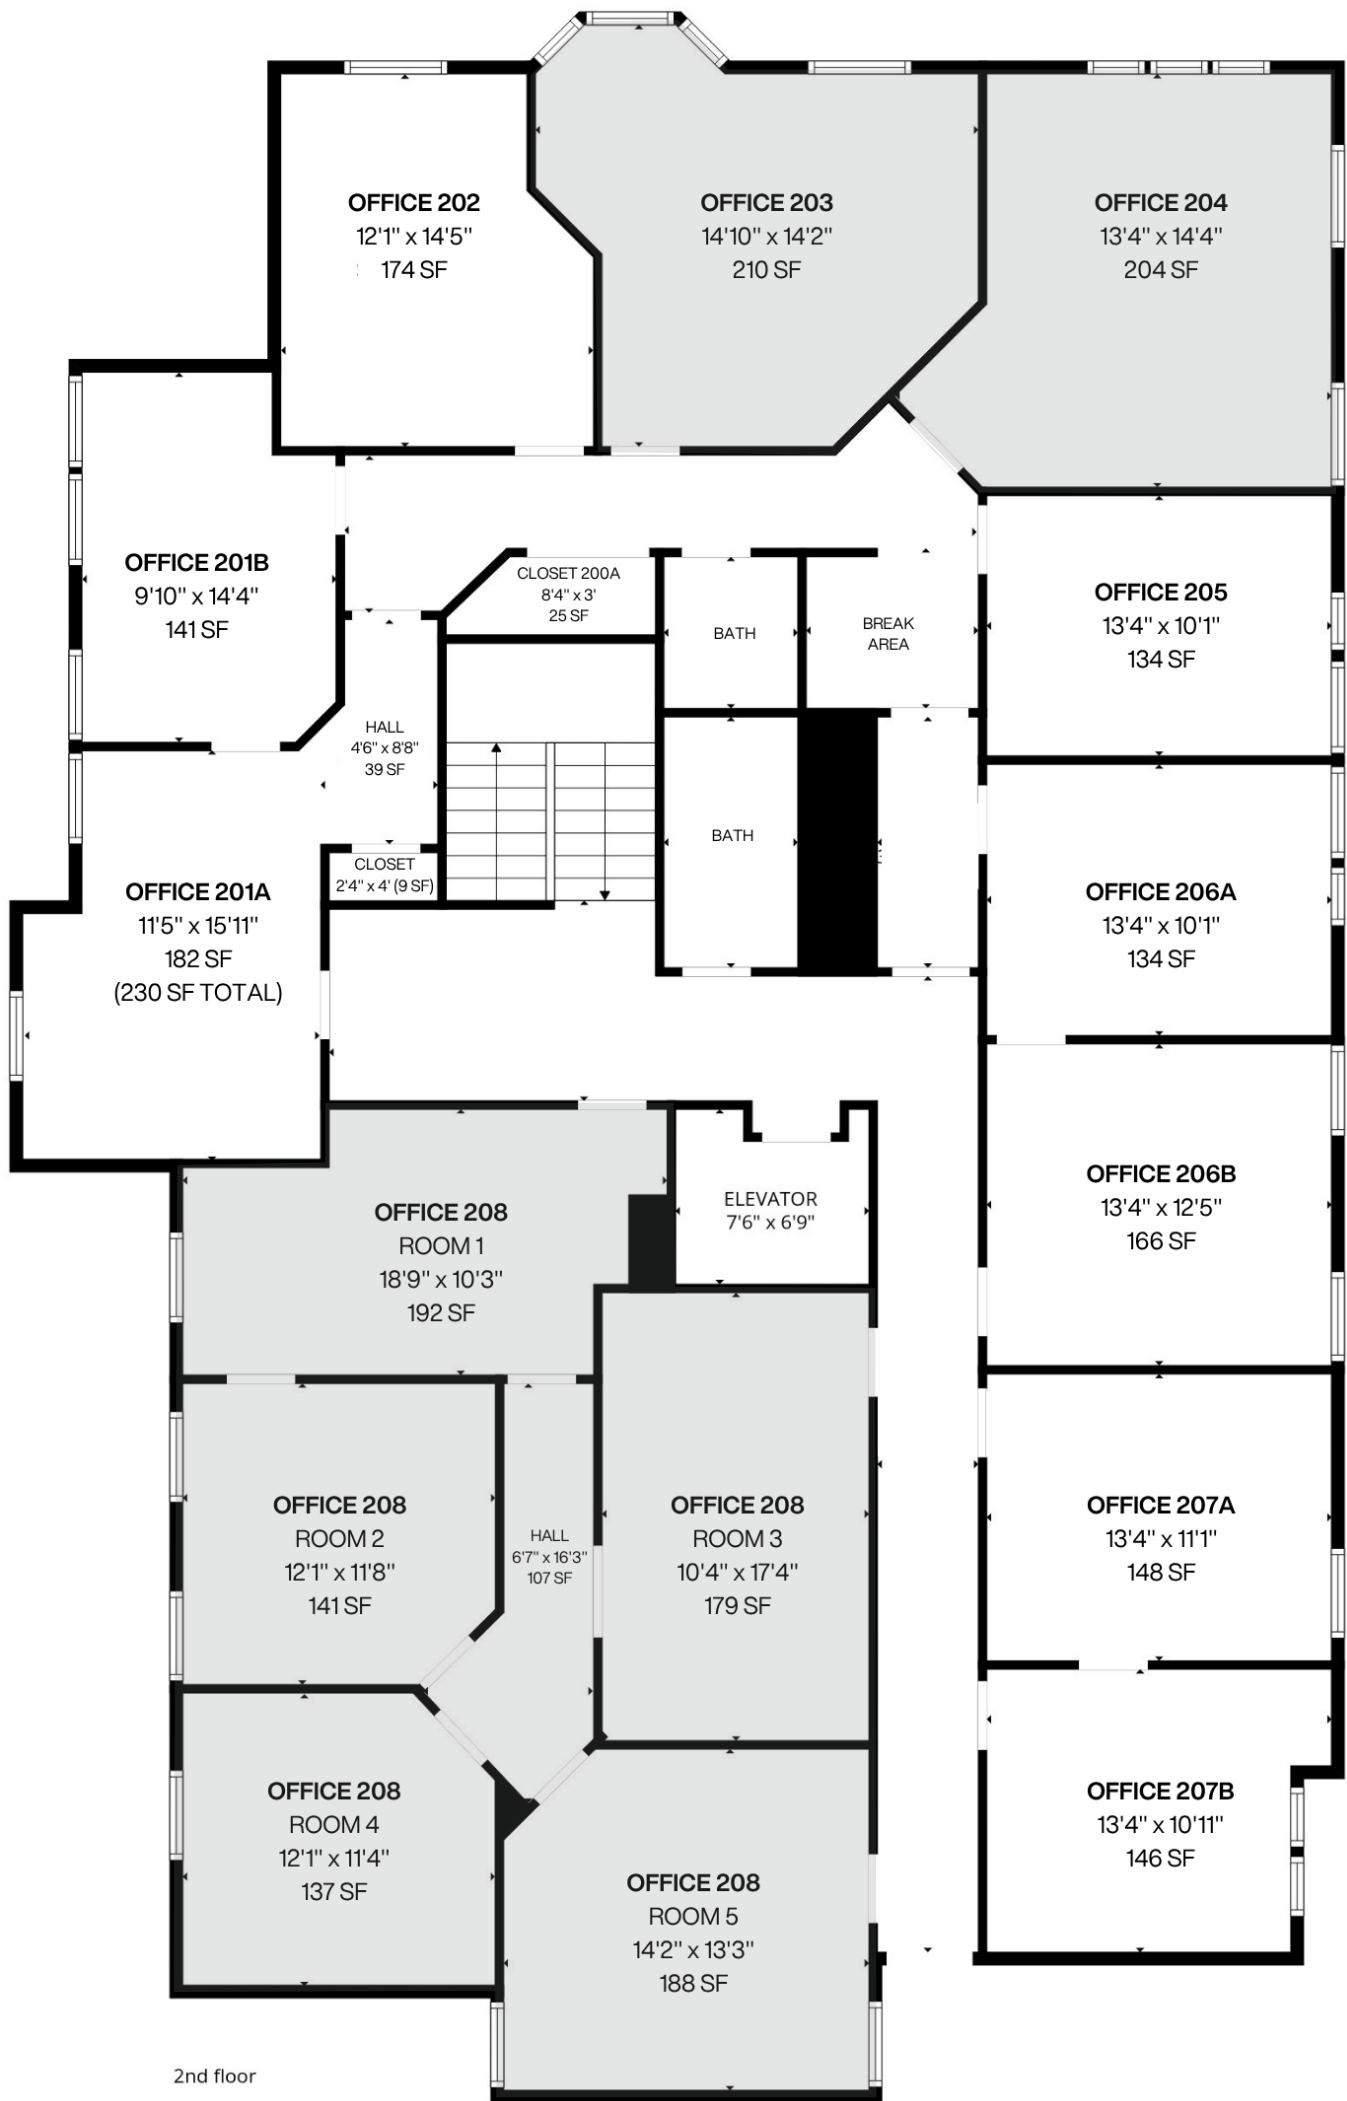 OFFICE 202
12'1" x 14'5"
174 SF
OFFICE 203
14'10" x 14'2"
210 SF
OFFICE 204
13'4" x 14'4"
204 SF
OFFICE 201B
9'10" x 14'4"
141 SF
CLOSET 200A
8'4" x 3'
25 SF
BATH
BREAK
AREA
OFFICE 205
13'4" x 10'1"
134 SF
HALL
4'6" x 8'8"
39 SF
BATH
CLOSET
2'4" x 4' (9 SF)
OFFICE 201A
11'5" x 15'11"
182 SF
(230 SF TOTAL)
OFFICE 206A
13'4" x 10'1"
134 SF
OFFICE 206B
13'4" x 12'5"
166 SF
ELEVATOR
7'6" x 6'9"
OFFICE 208
ROOM 1
18'9" x 10'3"
192 SF
OFFICE 208
ROOM 2
12'1" x 11'8"
141 SF
HALL
6'7" x 16'3"
107 SF
OFFICE 208
ROOM 3
10'4" x 17'4"
179 SF
OFFICE 207A
13'4" x 11'1"
148 SF
OFFICE 208
ROOM 4
12'1" x 11'4"
137 SF
OFFICE 207B
13'4" x 10'11"
146 SF
OFFICE 208
ROOM 5
14'2" x 13'3"
188 SF
2nd floor